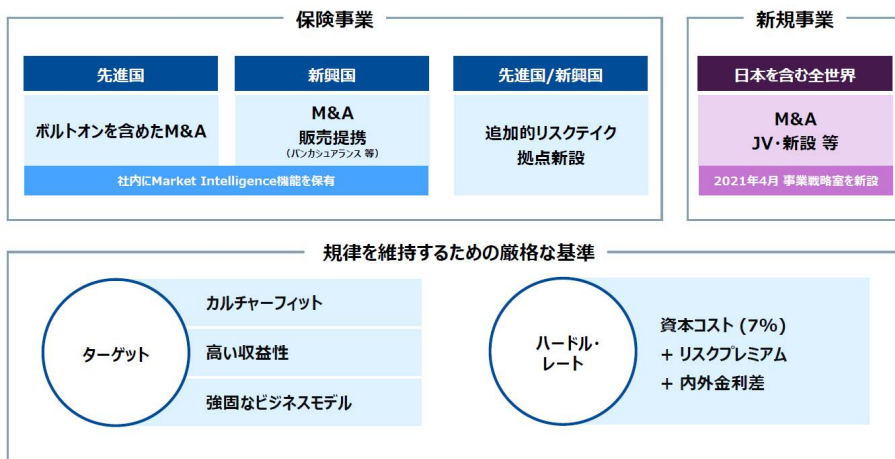 保険事業
先進国
ボルトオンを含めたM&A
新興国
M&A
販売提携
(バンカシュアランス 等)
社内にMarket Intelligence機能を保有
先進国/新興国
追加的リスクテイク
拠点新設
新規事業
日本を含む全世界
M&A
JV・新設 等
2021年4月 事業戦略室を新設
規律を維持するための厳格な基準
ターゲット
カルチャーフィット
高い収益性
強固なビジネスモデル
ハードル・
レート
資本コスト (7%)
+ リスクプレミアム
+ 内外金利差